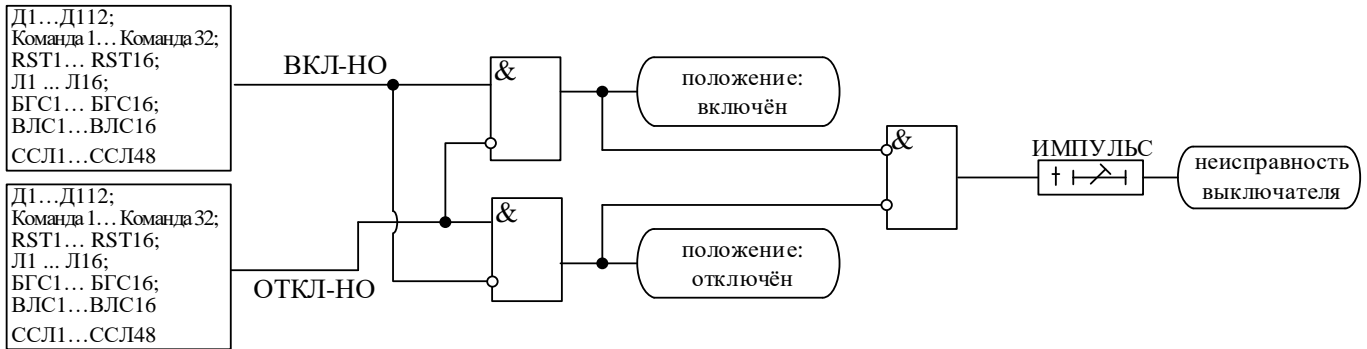 Д1…Д112;
Команда 1… Команда 32;
RST1… RST16;
Л1 ... Л16;
БГС1… БГС16;
ВЛС1…ВЛС16
ССЛ1…ССЛ48
ВКЛ-НО
&
положение:
включён
&
ИМПУЛЬС
неисправность
выключателя
Д1…Д112;
Команда 1… Команда 32;
RST1… RST16;
Л1 ... Л16;
БГС1… БГС16;
ВЛС1…ВЛС16
ССЛ1…ССЛ48
ОТКЛ-НО
&
положение:
отключён